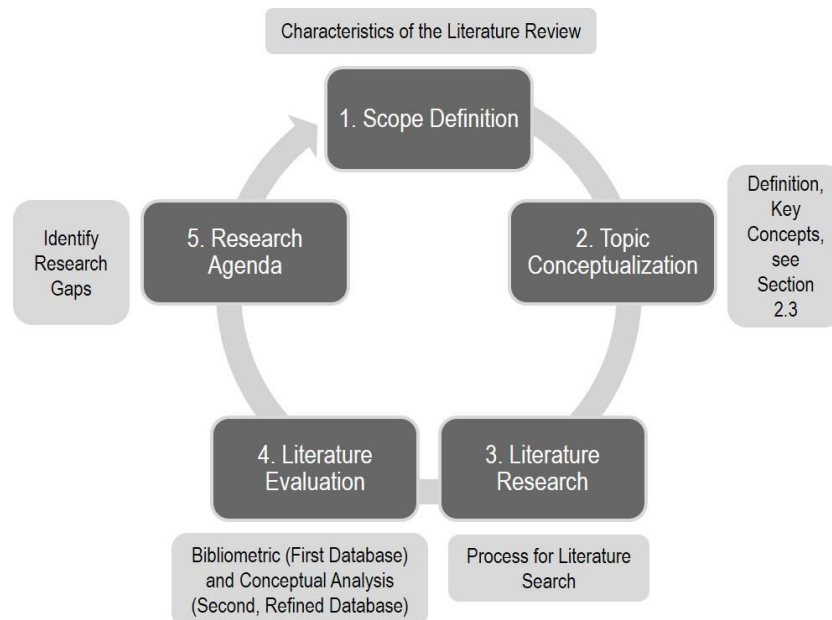 Characteristics of the Literature Review
1. Scope Definition
Definition,
Key
Concepts,
see
Section
2.3
2. Topic
Conceptualization
3. Literature
Research
Process for Literature
Search
4. Literature
Evaluation
Bibliometric (First Database)
and Conceptual Analysis
(Second, Refined Database)
5. Research
Agenda
Identify
Research
Gaps